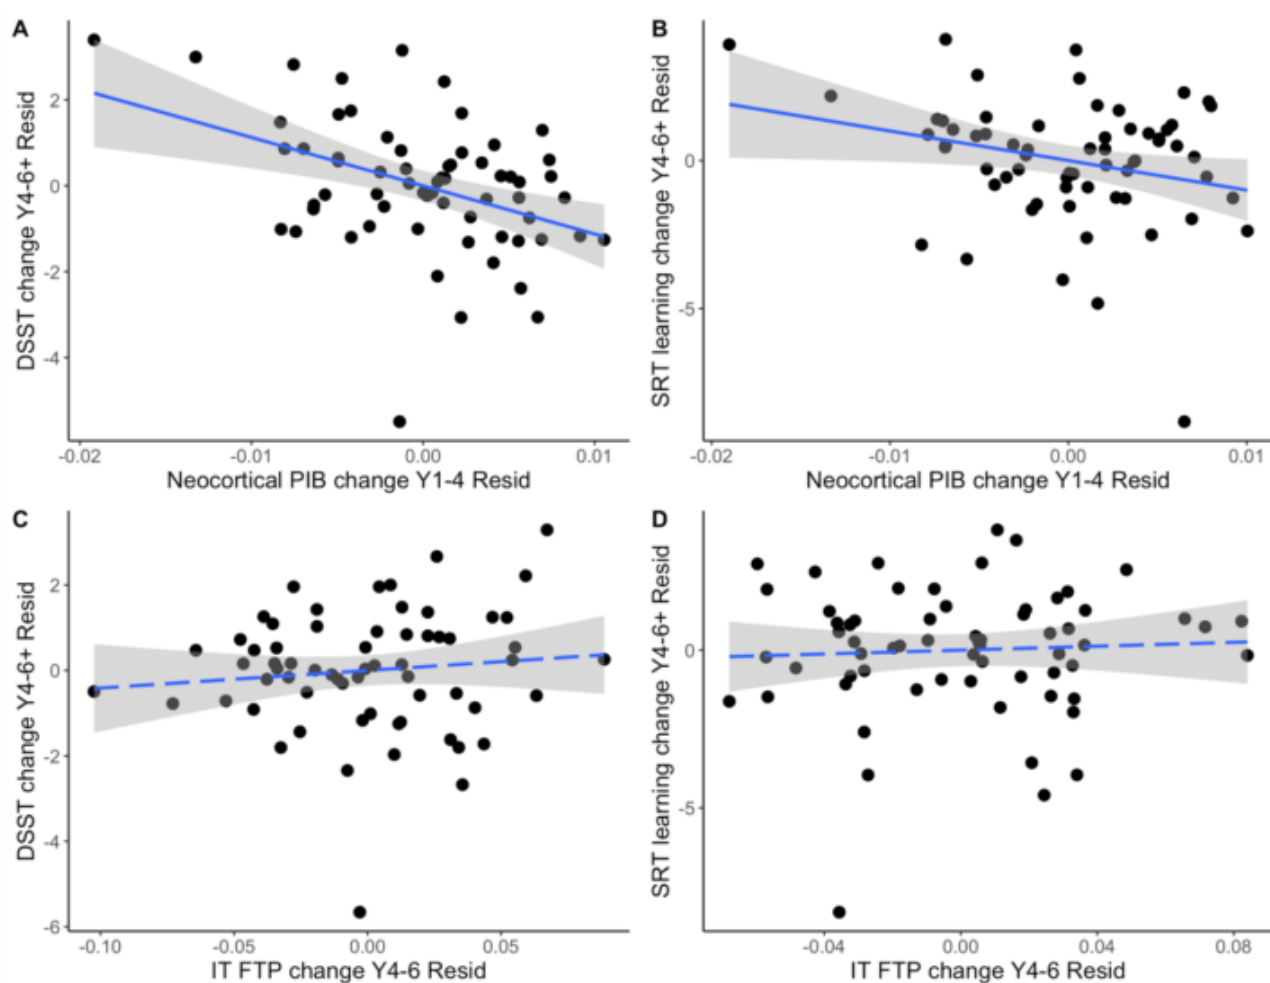 A
DSST change Y4-6+ Resid
2
0
-2
-4
-0.02 -0.01 0.00 0.01
Neocortical PIB change Y1-4 Resid
B
SRT learning change Y4-6+ Resid
0
-5
-0.02 -0.01 0.00 0.01
Neocortical PIB change Y1-4 Resid
C
DSST change Y4-6+ Resid
2
0
-2
-4
-6
-0.10 -0.05 0.00 0.05
IT FTP change Y4-6 Resid
D
SRT learning change Y4-6+ Resid
0
-5
-0.04 0.00 0.04 0.08
IT FTP change Y4-6 Resid